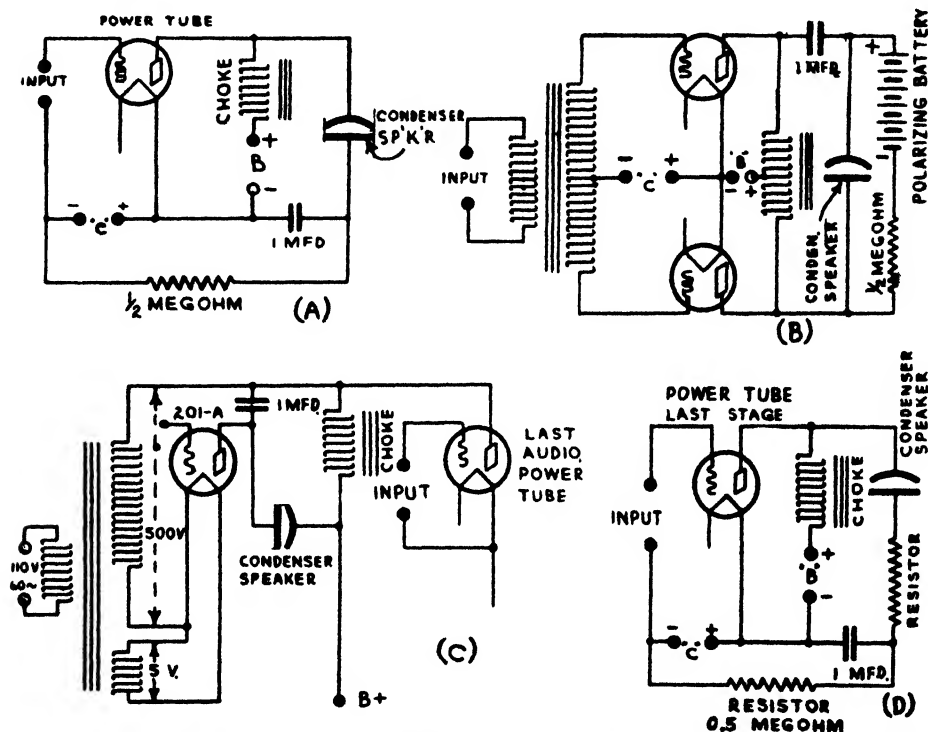 POWER TUBE
INPUT
CHOKE
+
B
-
CONDENSER
SP'K'R
- "C" +
1 MFD
1/2 MEGOHM
(A)
INPUT
- "C" +
"B"
- +
1 MFD.
+
-
POLARIZING BATTERY
CONDEN.
SPEAKER
1/2 MEGOHM
(B)
201-A
1 MFD.
500V
110V
60~
5 V.
CONDENSER
SPEAKER
CHOKE
INPUT
LAST
AUDIO,
POWER
TUBE
B+
(C)
POWER TUBE
LAST STAGE
INPUT
CHOKE
+
"B"
-
CONDENSER
SPEAKER
RESISTOR
- "C" +
1 MFD.
RESISTOR
0.5 MEGOHM
(D)